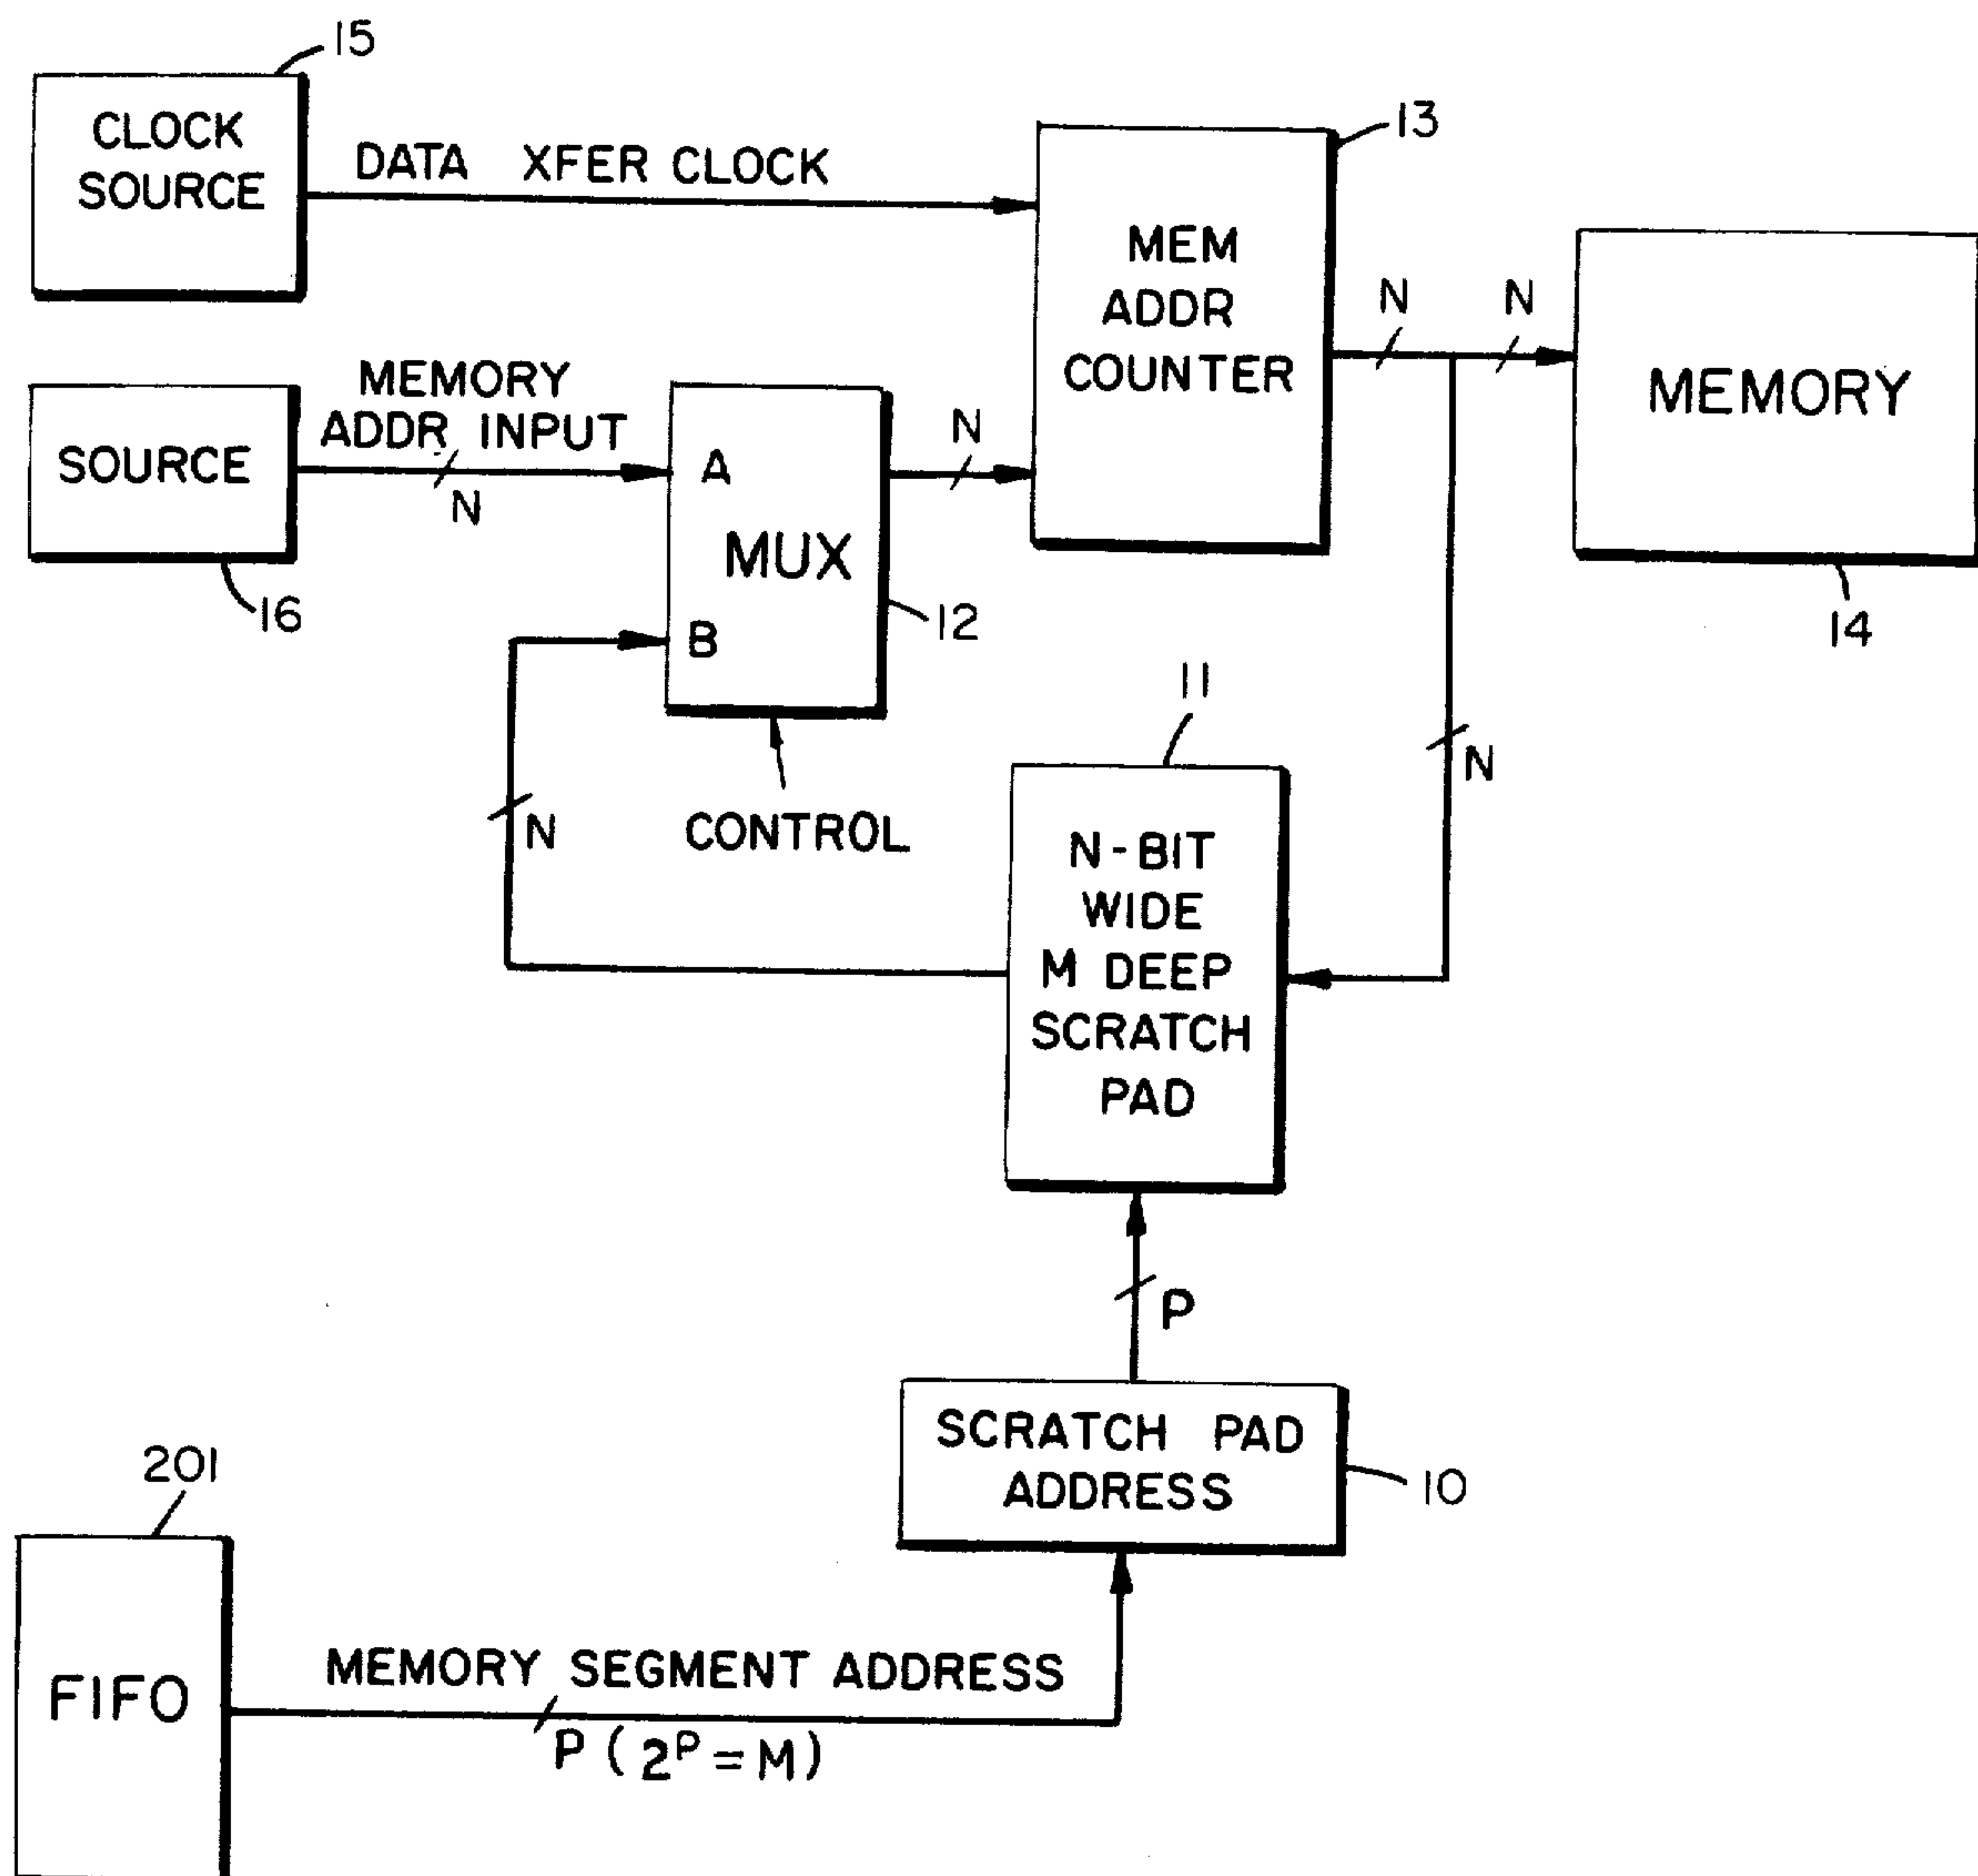 15
CLOCK
SOURCE
DATA XFER CLOCK
13
MEM
ADDR
COUNTER
N
N
MEMORY
14
MEMORY
ADDR INPUT
N
SOURCE
16
A
MUX
B
12
N
CONTROL
N
11
N-BIT
WIDE
M DEEP
SCRATCH
PAD
N
P
SCRATCH PAD
ADDRESS
10
201
FIFO
MEMORY SEGMENT ADDRESS
P (2ᴾ=M)